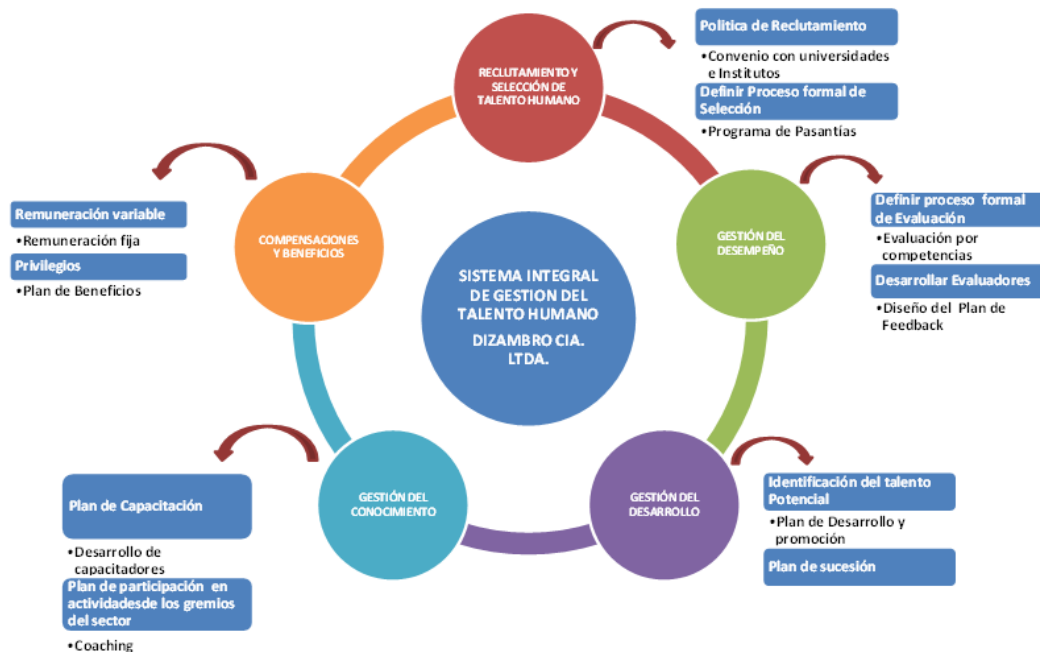 RECLUTAMIENTO Y
SELECCIÓN DE
TALENTO HUMANO
Politica de Reclutamiento
•Convenio con universidades
e Institutos
Definir Proceso formal de
Selección
•Programa de Pasantías
GESTIÓN DEL
DESEMPEÑO
Definir proceso formal
de Evaluación
•Evaluación por
competencias
Desarrollar Evaluadores
•Diseño del Plan de
Feedback
GESTIÓN DEL
DESARROLLO
Identificación del talento
Potencial
•Plan de Desarrollo y
promoción
Plan de sucesión
GESTIÓN DEL
CONOCIMIENTO
Plan de Capacitación
•Desarrollo de
capacitadores
Plan de participación en
actividadesde los gremios
del sector
•Coaching
COMPENSACIONES
Y BENEFICIOS
Remuneración variable
•Remuneración fija
Privilegios
•Plan de Beneficios
SISTEMA INTEGRAL
DE GESTION DEL
TALENTO HUMANO
DIZAMBRO CIA.
LTDA.